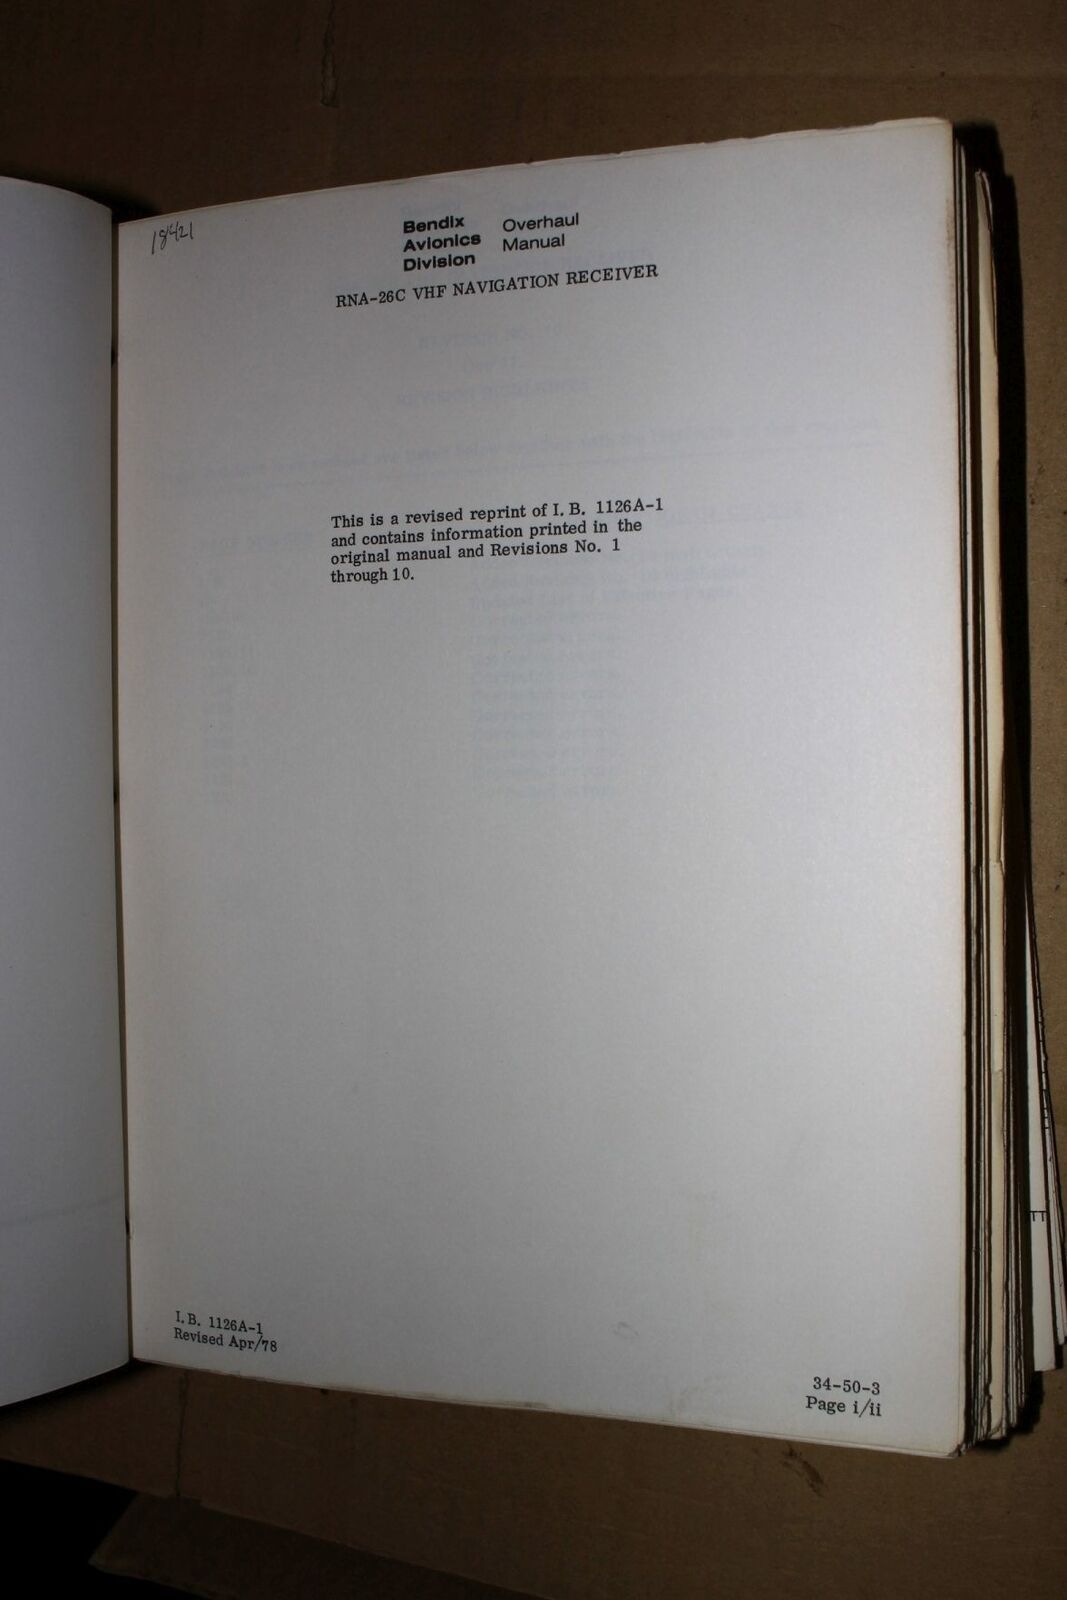 18421
Bendix
Avionics
Division
Overhaul
Manual
RNA-26C VHF NAVIGATION RECEIVER
This is a revised reprint of I. B. 1126A-1
and contains information printed in the
original manual and Revisions No. 1
through 10.
I. B. 1126A-1
Revised Apr/78
34-50-3
Page i/ii
TT